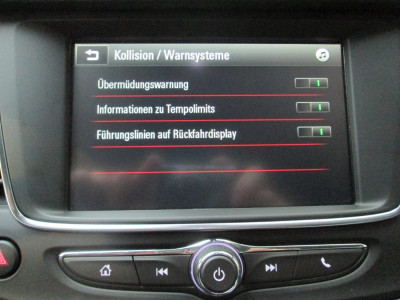 Kollision / Warnsysteme
Übermüdungswarnung
Informationen zu Tempolimits
Führungslinien auf Rückfahrdisplay